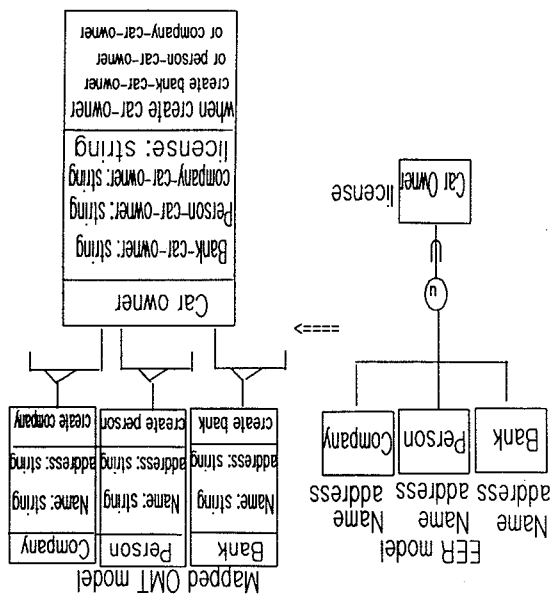 EER model
Name
address
Name
address
Name
address
Bank
Person
Company
u
Car Owner
license
====>
Mapped OMT model
Bank
Name: string
address: string
create bank
Person
Name: string
address: string
create person
Company
Name: string
address: string
create company
Car owner
Bank-car-owner: string
Person-car-owner: string
company-car-owner: string
license: string
when create car owner
create bank-car-owner
or person-car-owner
or company-car-owner